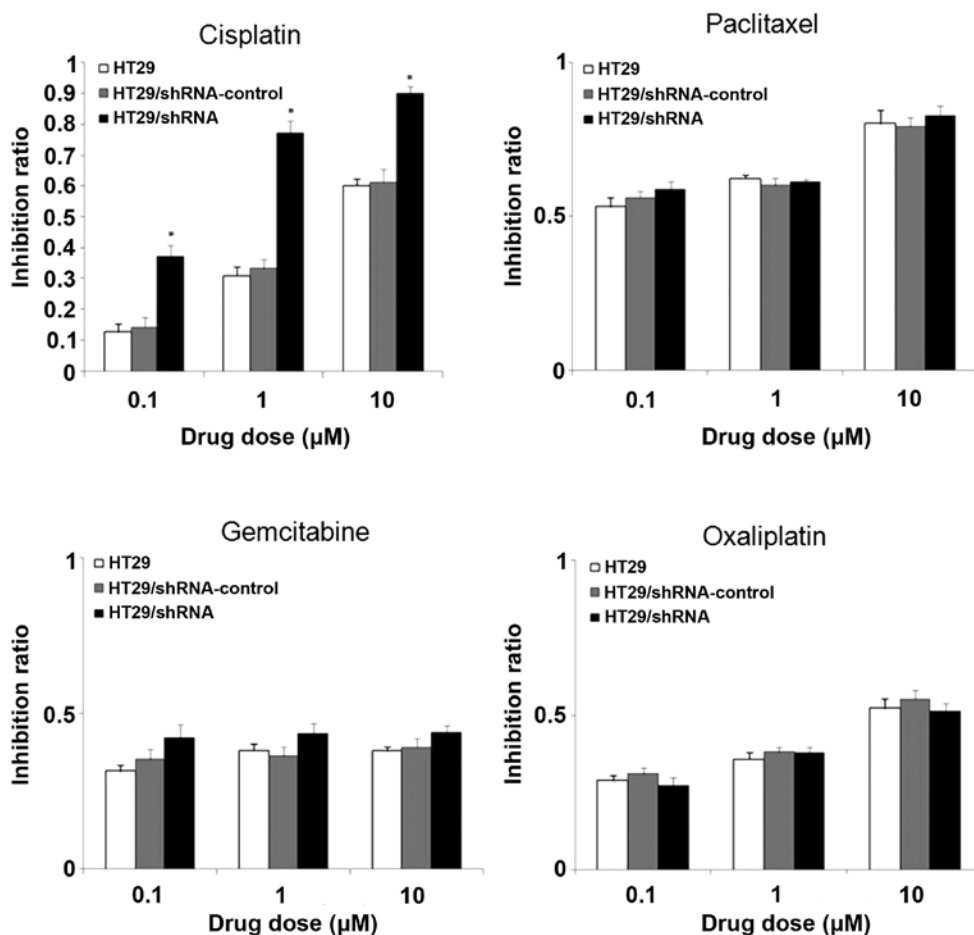 Cisplatin
1
0.9
0.8
0.7
0.6
0.5
0.4
0.3
0.2
0.1
0
Inhibition ratio
HT29
HT29/shRNA-control
HT29/shRNA
*
*
*
0.1 1 10
Drug dose (µM)
Paclitaxel
1
0.5
0
Inhibition ratio
HT29
HT29/shRNA-control
HT29/shRNA
0.1 1 10
Drug dose (µM)
Gemcitabine
1
0.5
0
Inhibition ratio
HT29
HT29/shRNA-control
HT29/shRNA
0.1 1 10
Drug dose (µM)
Oxaliplatin
1
0.5
0
Inhibition ratio
HT29
HT29/shRNA-control
HT29/shRNA
0.1 1 10
Drug dose (µM)